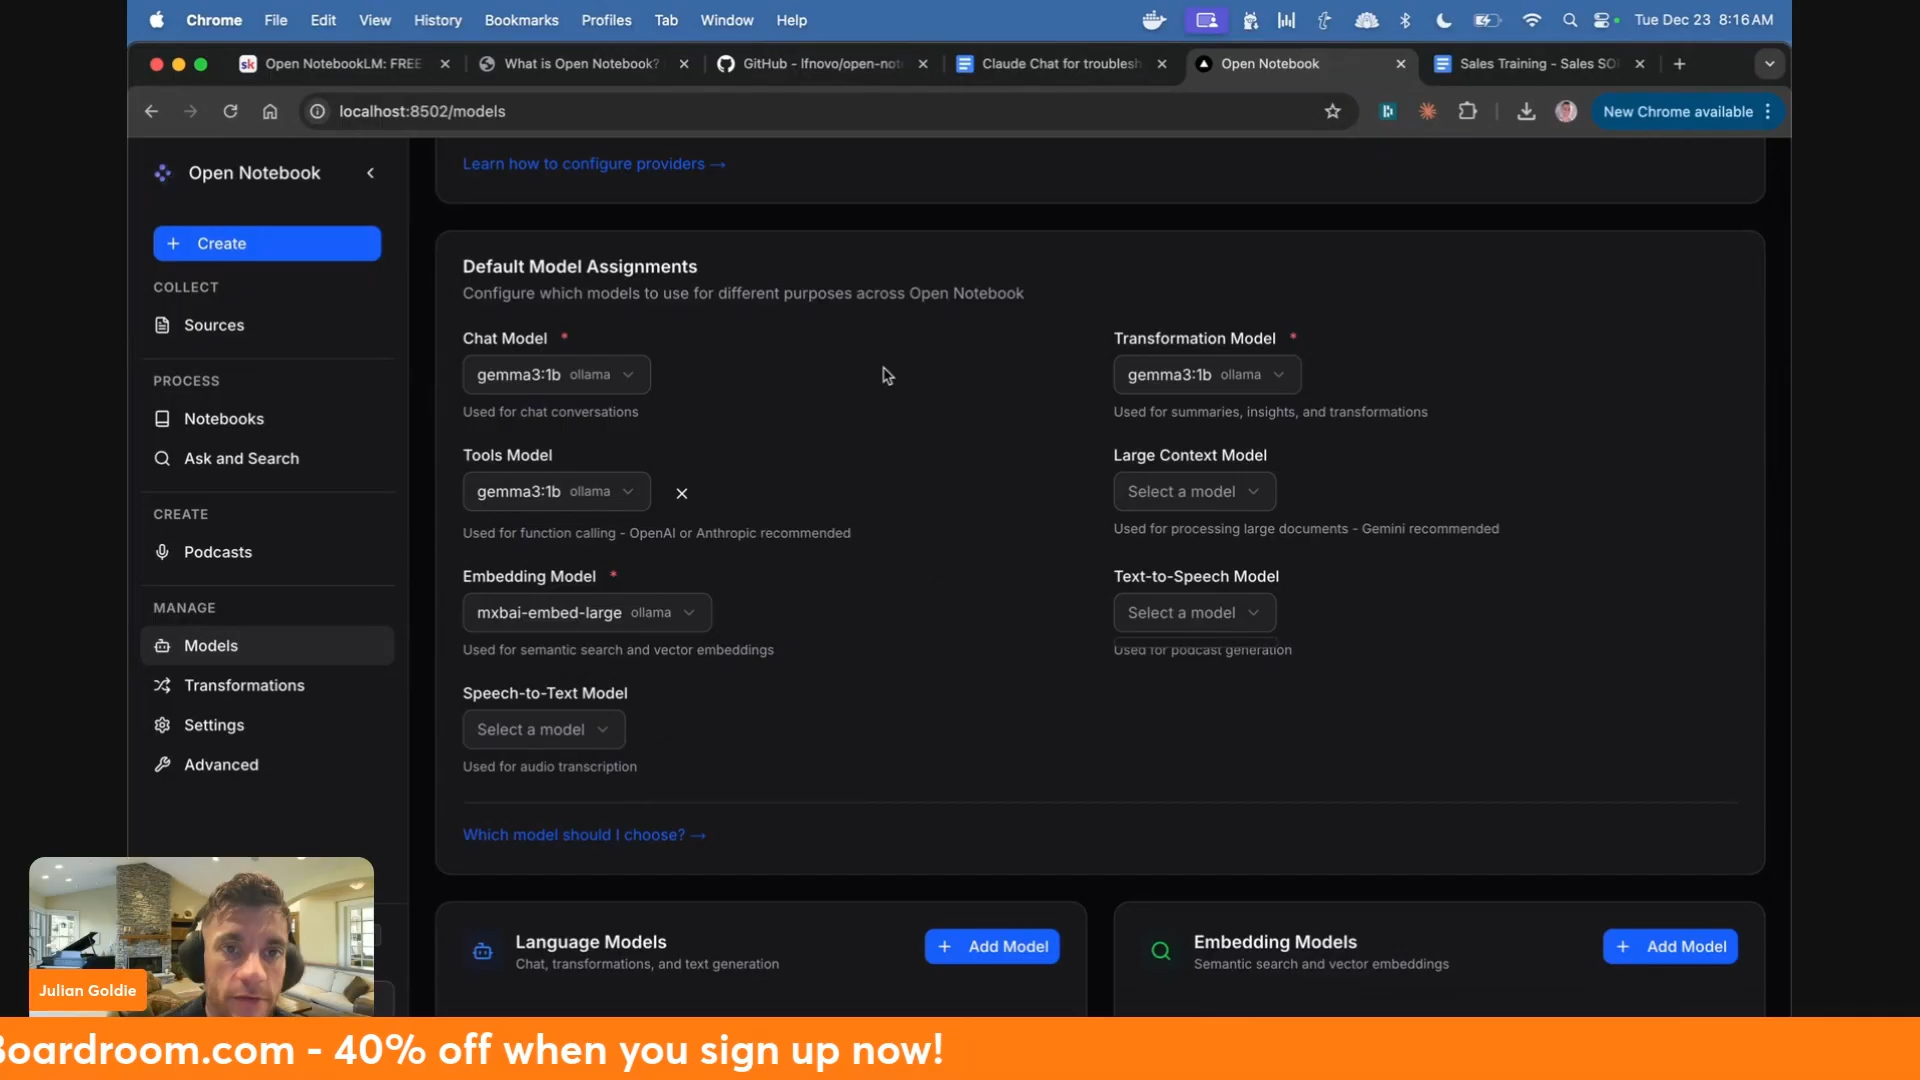 Chrome File Edit View History Bookmarks Profiles Tab Window Help Tue Dec 23 8:16 AM
sk Open NotebookLM: FREE What is Open Notebook? GitHub - lfnovo/open-not Claude Chat for troublesh Open Notebook Sales Training - Sales SO
localhost:8502/models New Chrome available
Open Notebook
Learn how to configure providers →
+ Create
COLLECT
Sources
PROCESS
Notebooks
Ask and Search
CREATE
Podcasts
MANAGE
Models
Transformations
Settings
Advanced
Default Model Assignments
Configure which models to use for different purposes across Open Notebook
Chat Model *
gemma3:1b ollama
Used for chat conversations
Transformation Model *
gemma3:1b ollama
Used for summaries, insights, and transformations
Tools Model
gemma3:1b ollama
Used for function calling - OpenAI or Anthropic recommended
Large Context Model
Select a model
Used for processing large documents - Gemini recommended
Embedding Model *
mxbai-embed-large ollama
Used for semantic search and vector embeddings
Text-to-Speech Model
Select a model
Used for podcast generation
Speech-to-Text Model
Select a model
Used for audio transcription
Which model should I choose? →
Language Models
Chat, transformations, and text generation
+ Add Model
Embedding Models
Semantic search and vector embeddings
+ Add Model
Julian Goldie
Boardroom.com - 40% off when you sign up now!